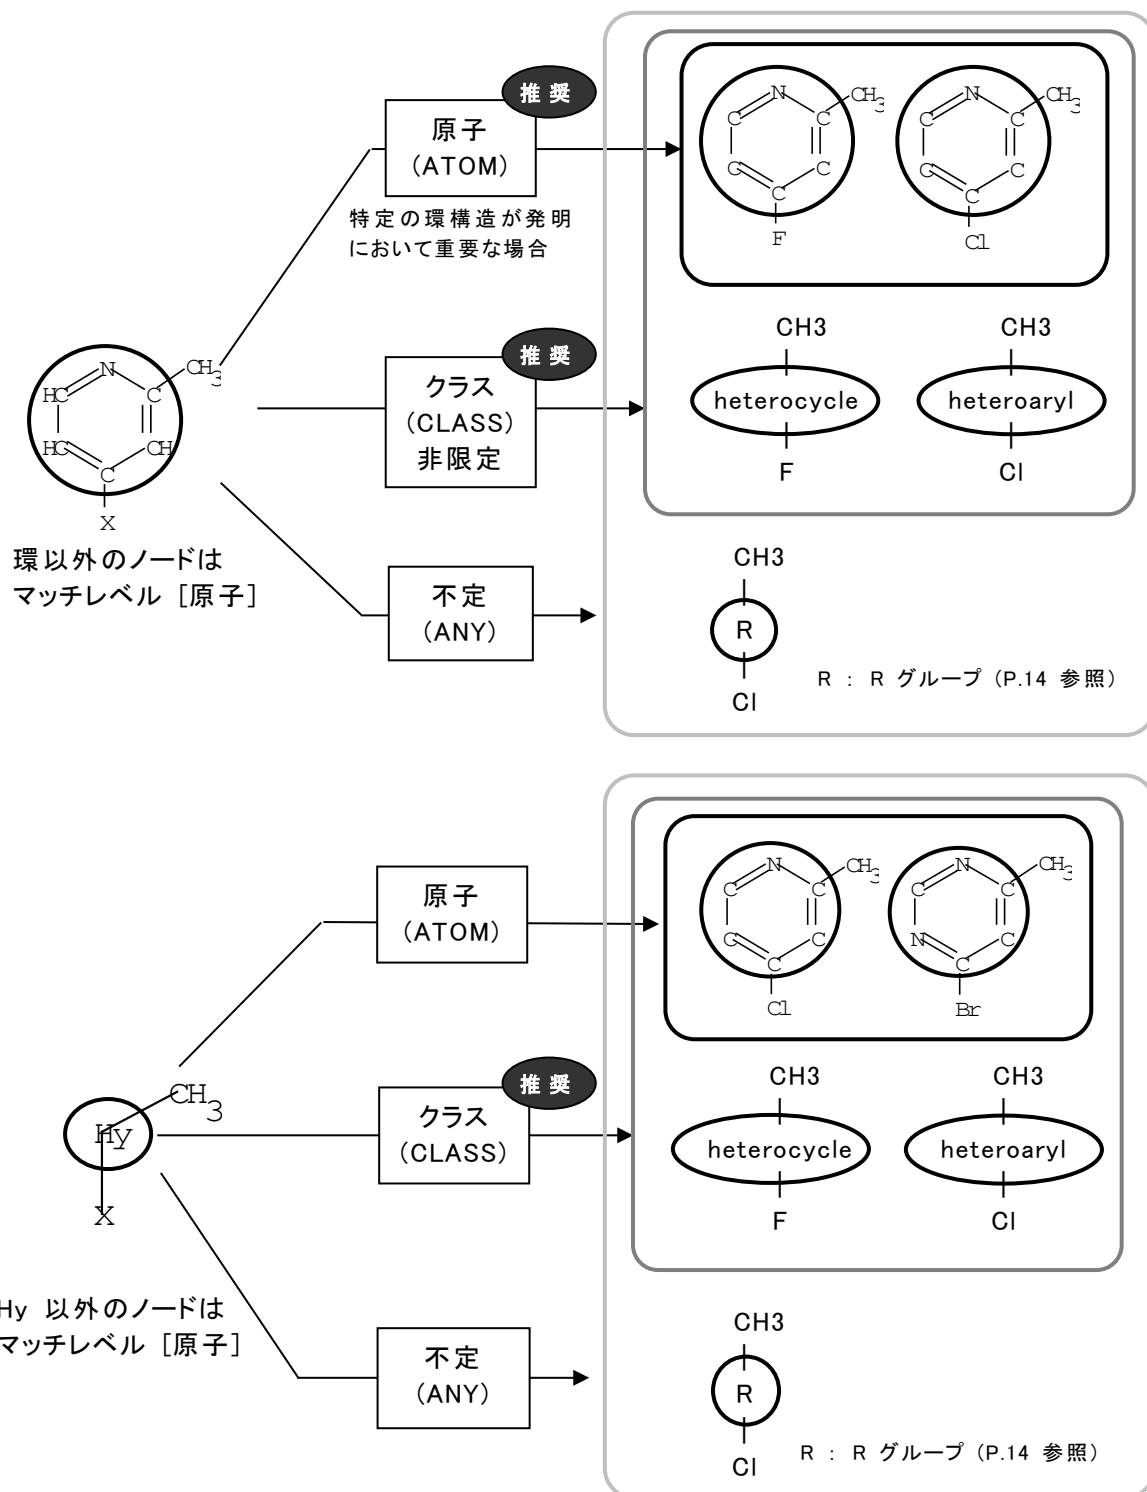 推奨
原子
(ATOM)
特定の環構造が発明
において重要な場合
N
CH3
C
C
C
C
C
F
N
CH3
C
C
C
C
C
Cl
推奨
クラス
(CLASS)
非限定
CH3
heterocycle
F
CH3
heteroaryl
Cl
N
CH3
HC
C
HC
CH
C
X
環以外のノードは
マッチレベル [原子]
不定
(ANY)
CH3
R
Cl
R : R グループ (P.14 参照)
原子
(ATOM)
N
CH3
C
C
C
C
C
Cl
N
CH3
C
C
N
C
C
Br
推奨
クラス
(CLASS)
CH3
heterocycle
F
CH3
heteroaryl
Cl
CH3
Hy
X
Hy 以外のノードは
マッチレベル [原子]
不定
(ANY)
CH3
R
Cl
R : R グループ (P.14 参照)